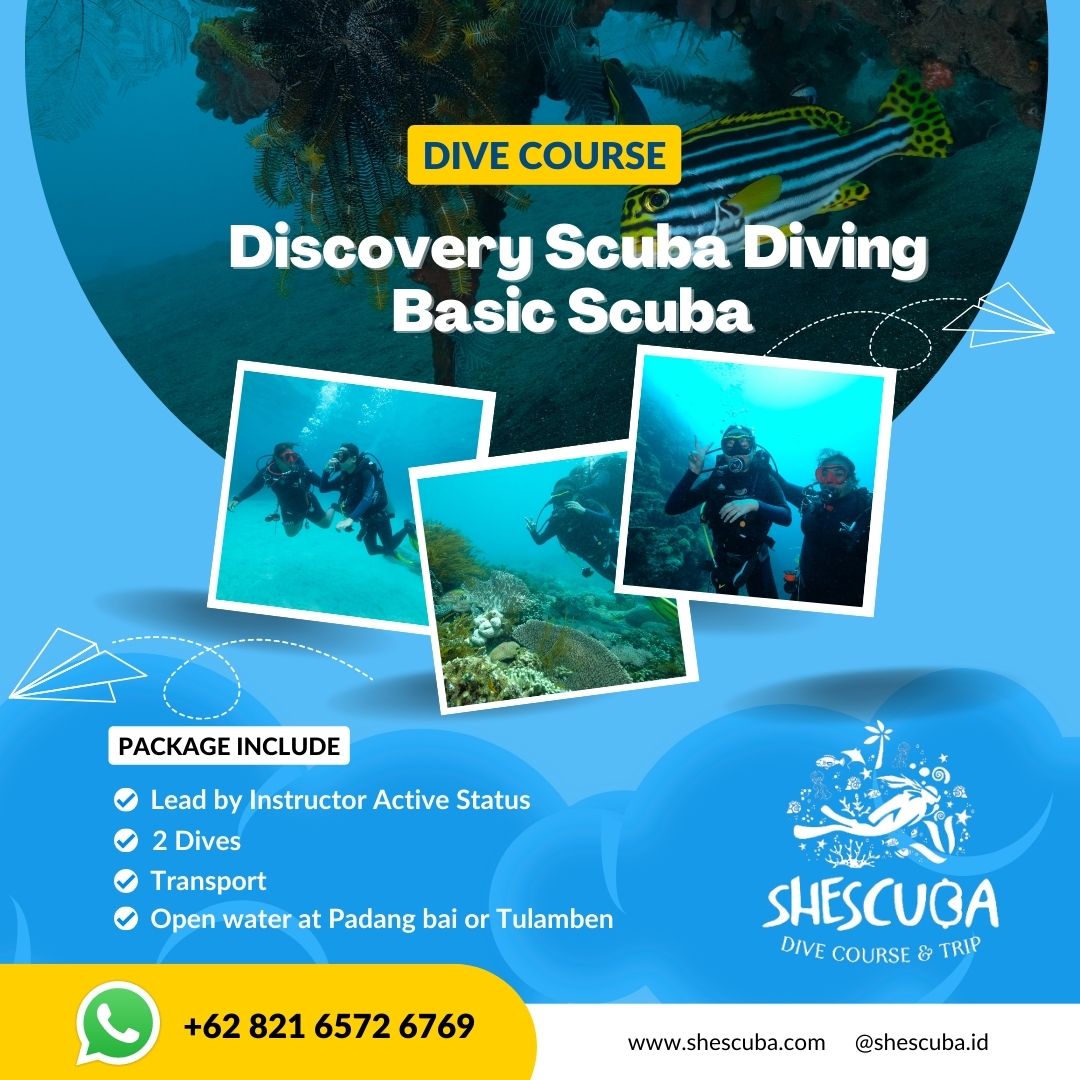 DIVE COURSE
Discovery Scuba Diving
Basic Scuba
PACKAGE INCLUDE
Lead by Instructor Active Status
2 Dives
Transport
Open water at Padang bai or Tulamben
SHESCUBA
DIVE COURSE & TRIP
+62 821 6572 6769
www.shescuba.com @shescuba.id